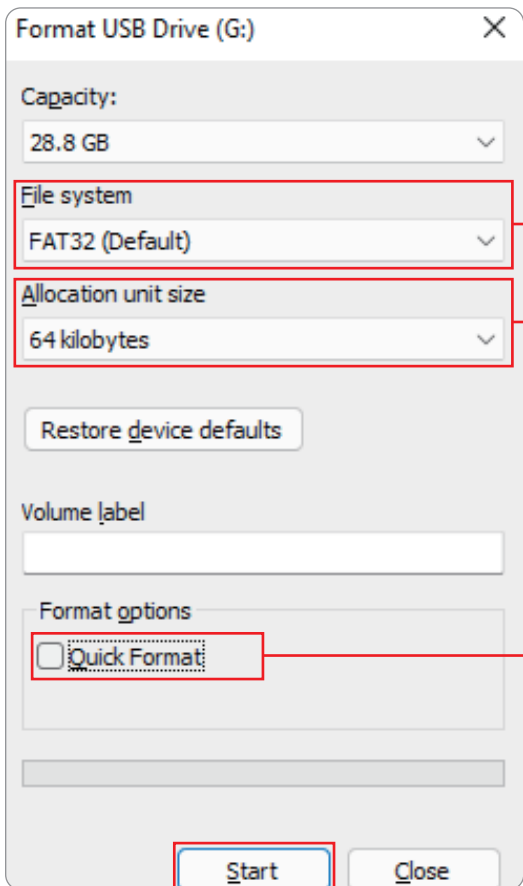 Format USB Drive (G:)
Capacity:
28.8 GB
File system
FAT32 (Default)
Allocation unit size
64 kilobytes
Restore device defaults
Volume label
Format options
Quick Format
Start Close